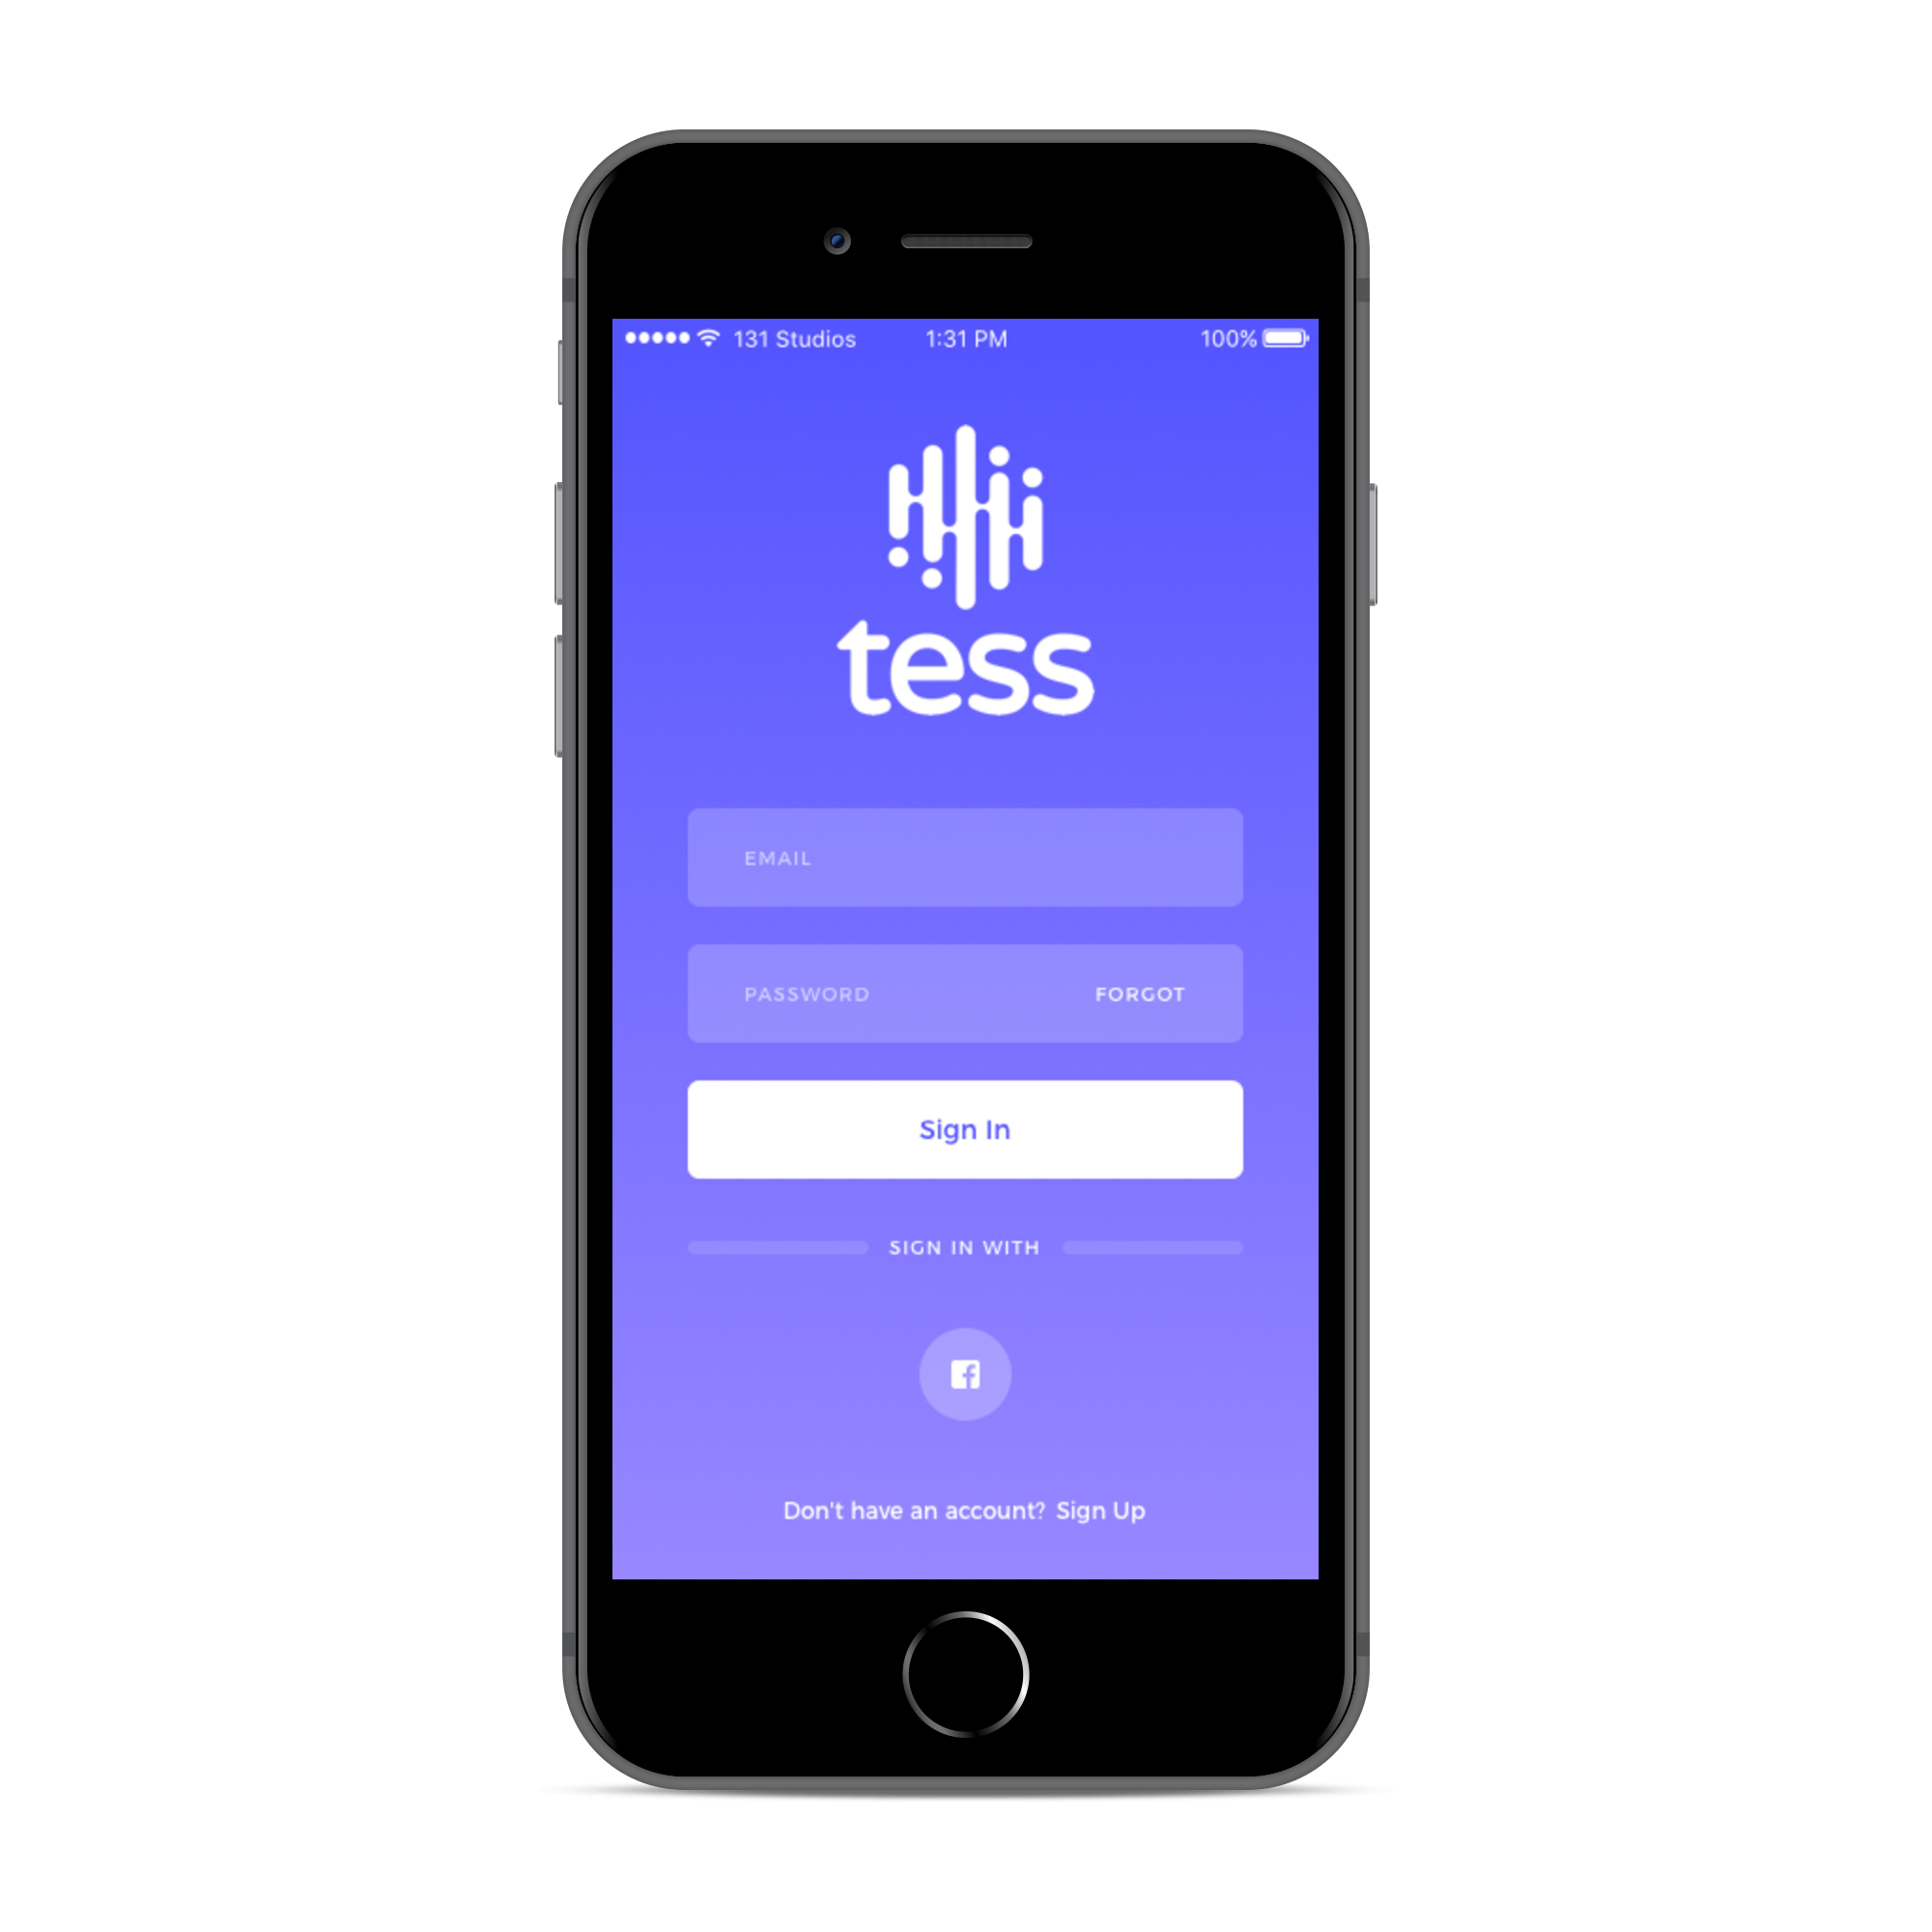 131 Studios 1:31 PM 100%
tess
EMAIL
PASSWORD FORGOT
Sign In
SIGN IN WITH
Don't have an account? Sign Up